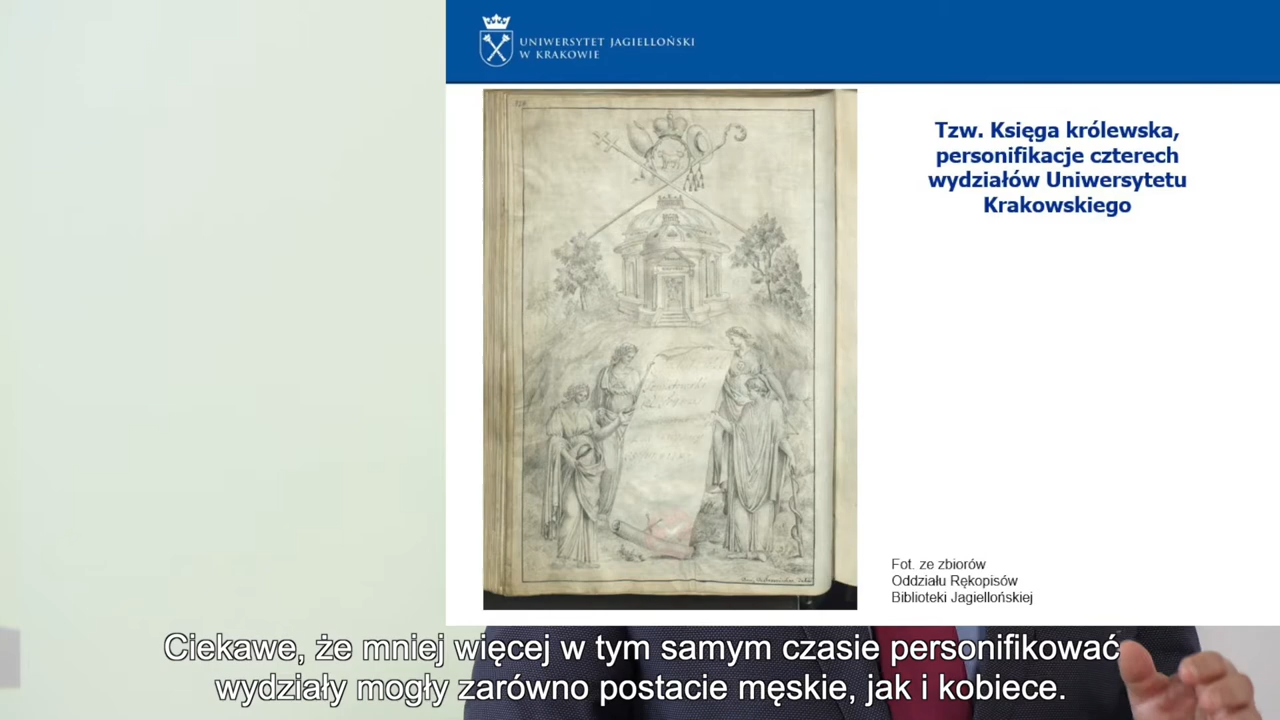 UNIWERSYTET JAGIELLOŃSKI
W KRAKOWIE
Tzw. Księga królewska,
personifikacje czterech
wydziałów Uniwersytetu
Krakowskiego
Fot. ze zbiorów
Oddziału Rękopisów
Biblioteki Jagiellońskiej
Ciekawe, że mniej więcej w tym samym czasie personifikować
wydziały mogły zarówno postacie męskie, jak i kobiece.